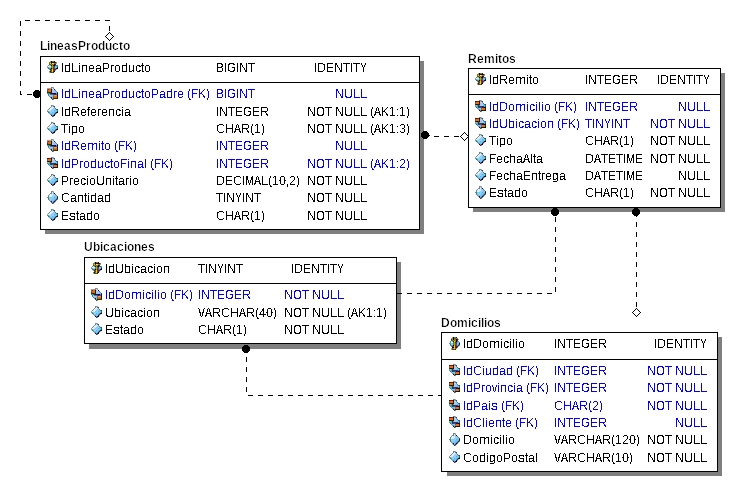 LineasProducto
IdLineaProducto BIGINT IDENTITY
IdLineaProductoPadre (FK) BIGINT NULL
IdReferencia INTEGER NOT NULL (AK1:1)
Tipo CHAR(1) NOT NULL (AK1:3)
IdRemito (FK) INTEGER NULL
IdProductoFinal (FK) INTEGER NOT NULL (AK1:2)
PrecioUnitario DECIMAL(10,2) NOT NULL
Cantidad TINYINT NOT NULL
Estado CHAR(1) NOT NULL
Remitos
IdRemito INTEGER IDENTITY
IdDomicilio (FK) INTEGER NULL
IdUbicacion (FK) TINYINT NOT NULL
Tipo CHAR(1) NOT NULL
FechaAlta DATETIME NOT NULL
FechaEntrega DATETIME NULL
Estado CHAR(1) NOT NULL
Ubicaciones
IdUbicacion TINYINT IDENTITY
IdDomicilio (FK) INTEGER NOT NULL
Ubicacion VARCHAR(40) NOT NULL (AK1:1)
Estado CHAR(1) NOT NULL
Domicilios
IdDomicilio INTEGER IDENTITY
IdCiudad (FK) INTEGER NOT NULL
IdProvincia (FK) INTEGER NOT NULL
IdPais (FK) CHAR(2) NOT NULL
IdCliente (FK) INTEGER NULL
Domicilio VARCHAR(120) NOT NULL
CodigoPostal VARCHAR(10) NOT NULL